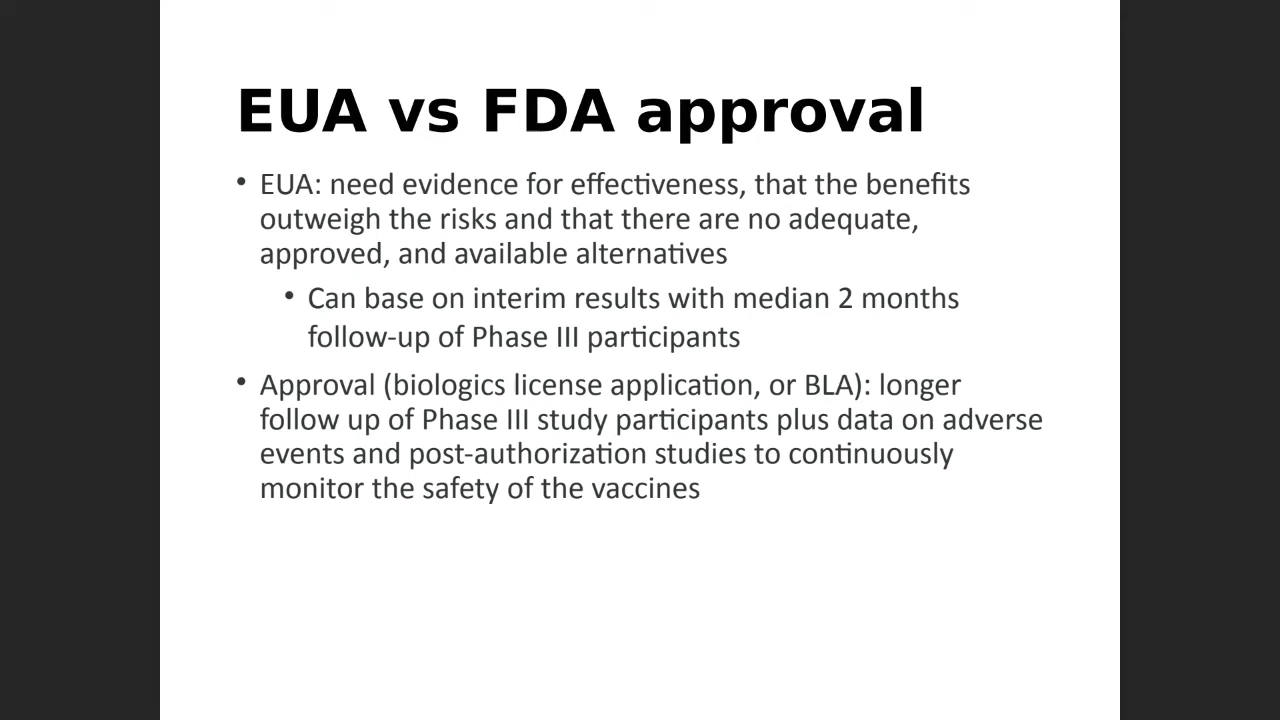 EUA vs FDA approval
• EUA: need evidence for effectiveness, that the benefits
outweigh the risks and that there are no adequate,
approved, and available alternatives
• Can base on interim results with median 2 months
follow-up of Phase III participants
• Approval (biologics license application, or BLA): longer
follow up of Phase III study participants plus data on adverse
events and post-authorization studies to continuously
monitor the safety of the vaccines